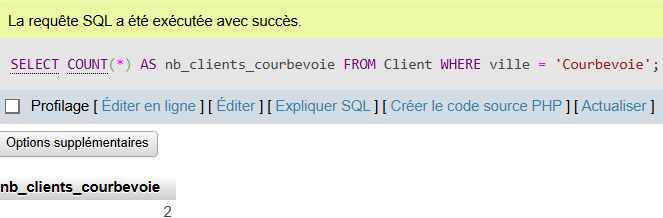 La requête SQL a été exécutée avec succès.
SELECT COUNT(*) AS nb_clients_courbevoie FROM Client WHERE ville = 'Courbevoie';
Profilage [ Éditer en ligne ] [ Éditer ] [ Expliquer SQL ] [ Créer le code source PHP ] [ Actualiser ]
Options supplémentaires
nb_clients_courbevoie
2